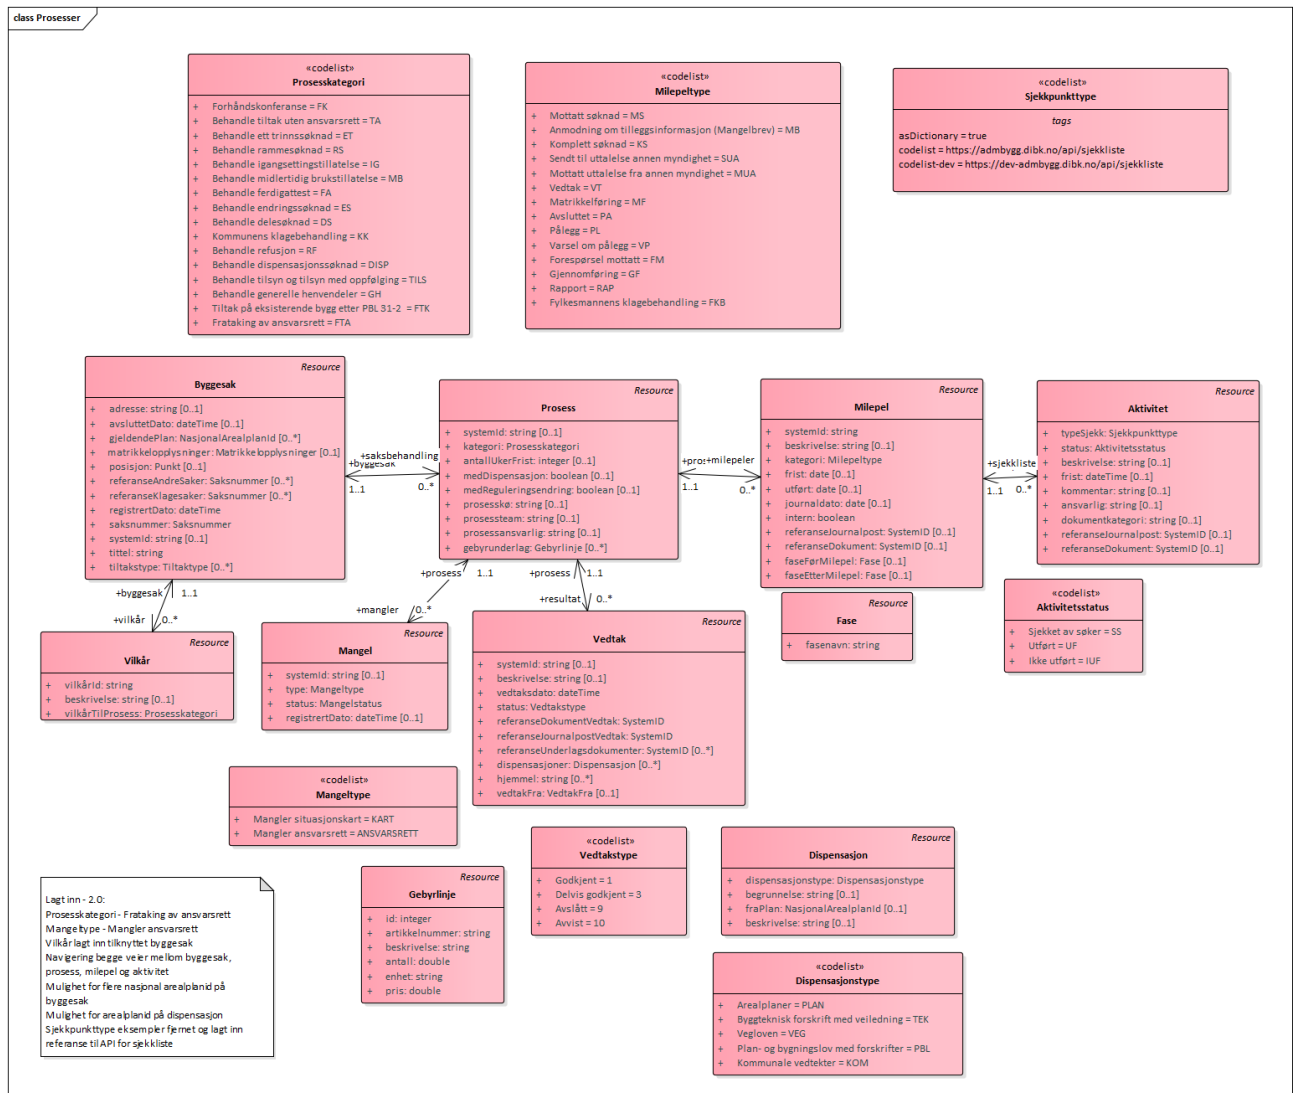 class Prosesser
«codelist»
Prosesskategori
+ Forhåndskonferanse = FK
+ Behandle tiltak uten ansvarsrett = TA
+ Behandle ett trinnssøknad = ET
+ Behandle rammesøknad = RS
+ Behandle igangsettingstillatelse = IG
+ Behandle midlertidig brukstillatelse = MB
+ Behandle ferdigattest = FA
+ Behandle endringssøknad = ES
+ Behandle delesøknad = DS
+ Kommunens klagebehandling = KK
+ Behandle refusjon = RF
+ Behandle dispensasjonssøknad = DISP
+ Behandle tilsyn og tilsyn med oppfølging = TILS
+ Behandle generelle henvendeler = GH
+ Tiltak på eksisterende bygg etter PBL 31-2 = FTK
+ Frataking av ansvarsrett = FTA
«codelist»
Milepeltype
+ Mottatt søknad = MS
+ Anmodning om tilleggsinformasjon (Mangelbrev) = MB
+ Komplett søknad = KS
+ Sendt til uttalelse annen myndighet = SUA
+ Mottatt uttalelse fra annen myndighet = MUA
+ Vedtak = VT
+ Matrikkelføring = MF
+ Avsluttet = PA
+ Pålegg = PL
+ Varsel om pålegg = VP
+ Forespørsel mottatt = FM
+ Gjennomføring = GF
+ Rapport = RAP
+ Fylkesmannens klagebehandling = FKB
«codelist»
Sjekkpunkttype
tags
asDictionary = true
codelist = https://admbygg.dibk.no/api/sjekkliste
codelist-dev = https://dev-admbygg.dibk.no/api/sjekkliste
Resource
Byggesak
+ adresse: string [0..1]
+ avsluttetDato: dateTime [0..1]
+ gjeldendePlan: NasjonalArealplanId [0..*]
+ matrikkelopplysninger: Matrikkelopplysninger [0..1]
+ posisjon: Punkt [0..1]
+ referanseAndreSaker: Saksnummer [0..*]
+ referanseKlagesaker: Saksnummer [0..*]
+ registrertDato: dateTime
+ saksnummer: Saksnummer
+ systemId: string [0..1]
+ tittel: string
+ tiltakstype: Tiltaktype [0..*]
+saksbehandling
+byggesak
1..1
0..*
Resource
Prosess
+ systemId: string [0..1]
+ kategori: Prosesskategori
+ antallUkerFrist: integer [0..1]
+ medDispensasjon: boolean [0..1]
+ medReguleringsendring: boolean [0..1]
+ prosesskø: string [0..1]
+ prosessteam: string [0..1]
+ prosessansvarlig: string [0..1]
+ gebyrunderlag: Gebyrlinje [0..*]
+milepeler
1..1
0..*
Resource
Milepel
+ systemId: string
+ beskrivelse: string [0..1]
+ kategori: Milepeltype
+ frist: date [0..1]
+ utført: date [0..1]
+ journaldato: date [0..1]
+ intern: boolean
+ referanseJournalpost: SystemID [0..1]
+ referanseDokument: SystemID [0..1]
+ faseFørMilepel: Fase [0..1]
+ faseEtterMilepel: Fase [0..1]
+sjekkliste
1..1
0..*
Resource
Aktivitet
+ typeSjekk: Sjekkpunkttype
+ status: Aktivitetsstatus
+ beskrivelse: string [0..1]
+ frist: dateTime [0..1]
+ kommentar: string [0..1]
+ ansvarlig: string [0..1]
+ dokumentkategori: string [0..1]
+ referanseJournalpost: SystemID [0..1]
+ referanseDokument: SystemID [0..1]
+byggesak 1..1
+vilkår 0..*
+prosess 1..1
+mangler 0..*
+prosess 1..1
+resultat 0..*
Resource
Vilkår
+ vilkårId: string
+ beskrivelse: string [0..1]
+ vilkårTilProsess: Prosesskategori
Resource
Mangel
+ systemId: string [0..1]
+ type: Mangeltype
+ status: Mangelstatus
+ registrertDato: dateTime [0..1]
Resource
Vedtak
+ systemId: string [0..1]
+ beskrivelse: string [0..1]
+ vedtaksdato: dateTime
+ status: Vedtakstype
+ referanseDokumentVedtak: SystemID
+ referanseJournalpostVedtak: SystemID
+ referanseUnderlagsdokumenter: SystemID [0..*]
+ dispensasjoner: Dispensasjon [0..*]
+ hjemmel: string [0..*]
+ vedtakFra: VedtakFra [0..1]
Resource
Fase
+ fasenavn: string
«codelist»
Aktivitetsstatus
+ Sjekket av søker = SS
+ Utført = UF
+ Ikke utført = IUF
«codelist»
Mangeltype
+ Mangler situasjonskart = KART
+ Mangler ansvarsrett = ANSVARSRETT
Resource
Gebyrlinje
+ id: integer
+ artikkelnummer: string
+ beskrivelse: string
+ antall: double
+ enhet: string
+ pris: double
«codelist»
Vedtakstype
+ Godkjent = 1
+ Delvis godkjent = 3
+ Avslått = 9
+ Avvist = 10
Resource
Dispensasjon
+ dispensasjonstype: Dispensasjonstype
+ begrunnelse: string [0..1]
+ fraPlan: NasjonalArealplanId [0..1]
+ beskrivelse: string [0..1]
«codelist»
Dispensasjonstype
+ Arealplaner = PLAN
+ Byggteknisk forskrift med veiledning = TEK
+ Vegloven = VEG
+ Plan- og bygningslov med forskrifter = PBL
+ Kommunale vedtekter = KOM
Lagt inn - 2.0:
Prosesskategori - Frataking av ansvarsrett
Mangeltype - Mangler ansvarsrett
Vilkår lagt inn tilknyttet byggesak
Navigering begge veier mellom byggesak,
prosess, milepel og aktivitet
Mulighet for flere nasjonal arealplanid på
byggesak
Mulighet for arealplanid på dispensasjon
Sjekkpunkttype eksempler fjernet og lagt inn
referanse til API for sjekkliste